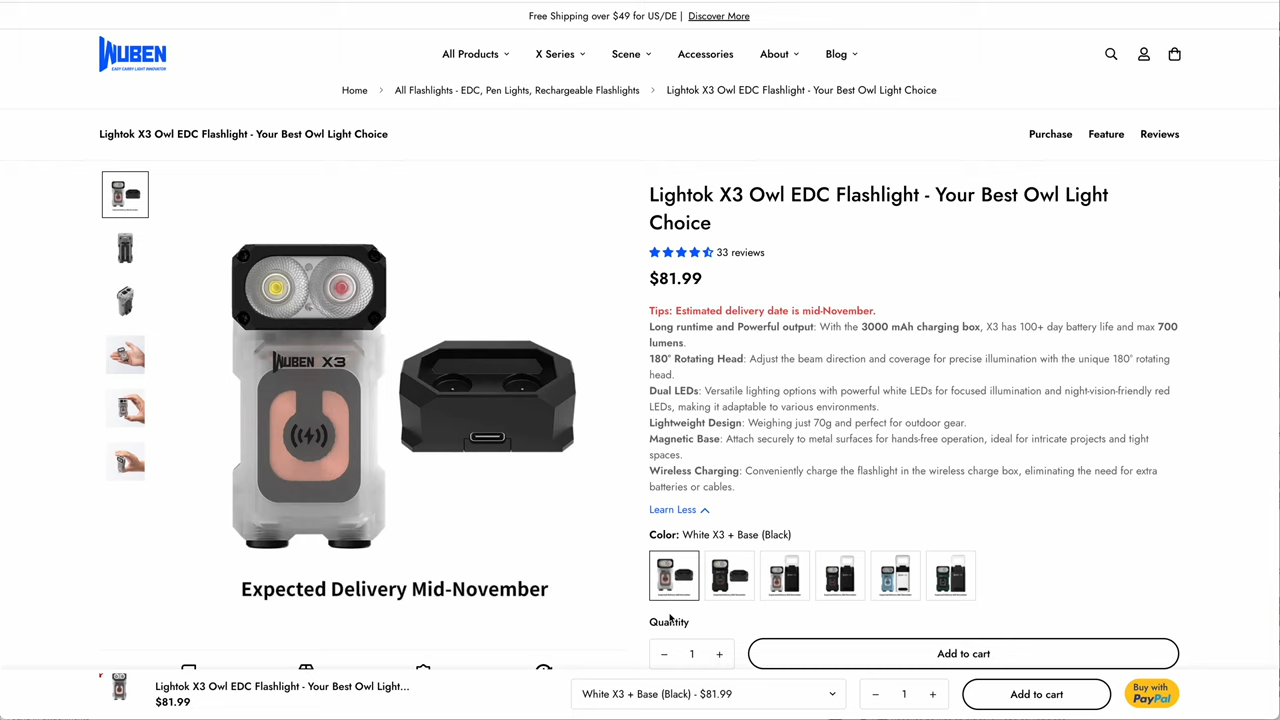 Free Shipping over $49 for US/DE | Discover More
WUBEN
EASY CARRY LIGHT INNOVATOR
All Products
X Series
Scene
Accessories
About
Blog
Home > All Flashlights - EDC, Pen Lights, Rechargeable Flashlights > Lightok X3 Owl EDC Flashlight - Your Best Owl Light Choice
Lightok X3 Owl EDC Flashlight - Your Best Owl Light Choice
Purchase
Feature
Reviews
WUBEN X3
Expected Delivery Mid-November
Lightok X3 Owl EDC Flashlight - Your Best Owl Light
Choice
33 reviews
$81.99
Tips: Estimated delivery date is mid-November.
Long runtime and Powerful output: With the 3000 mAh charging box, X3 has 100+ day battery life and max 700
lumens.
180° Rotating Head: Adjust the beam direction and coverage for precise illumination with the unique 180° rotating
head.
Dual LEDs: Versatile lighting options with powerful white LEDs for focused illumination and night-vision-friendly red
LEDs, making it adaptable to various environments.
Lightweight Design: Weighing just 70g and perfect for outdoor gear.
Magnetic Base: Attach securely to metal surfaces for hands-free operation, ideal for intricate projects and tight
spaces.
Wireless Charging: Conveniently charge the flashlight in the wireless charge box, eliminating the need for extra
batteries or cables.
Learn Less
Color: White X3 + Base (Black)
Quantity
− 1 +
Add to cart
Lightok X3 Owl EDC Flashlight - Your Best Owl Light...
$81.99
White X3 + Base (Black) - $81.99
− 1 +
Add to cart
Buy with
PayPal